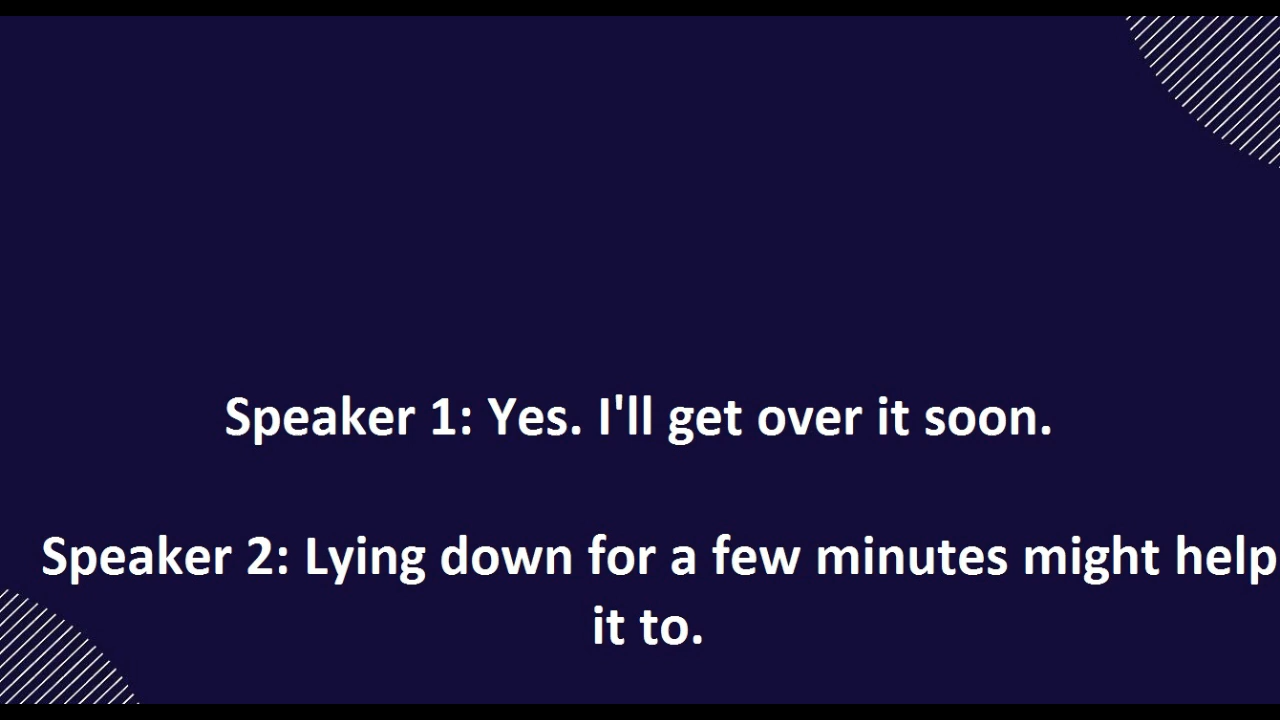 Speaker 1: Yes. I'll get over it soon.
Speaker 2: Lying down for a few minutes might help
it to.